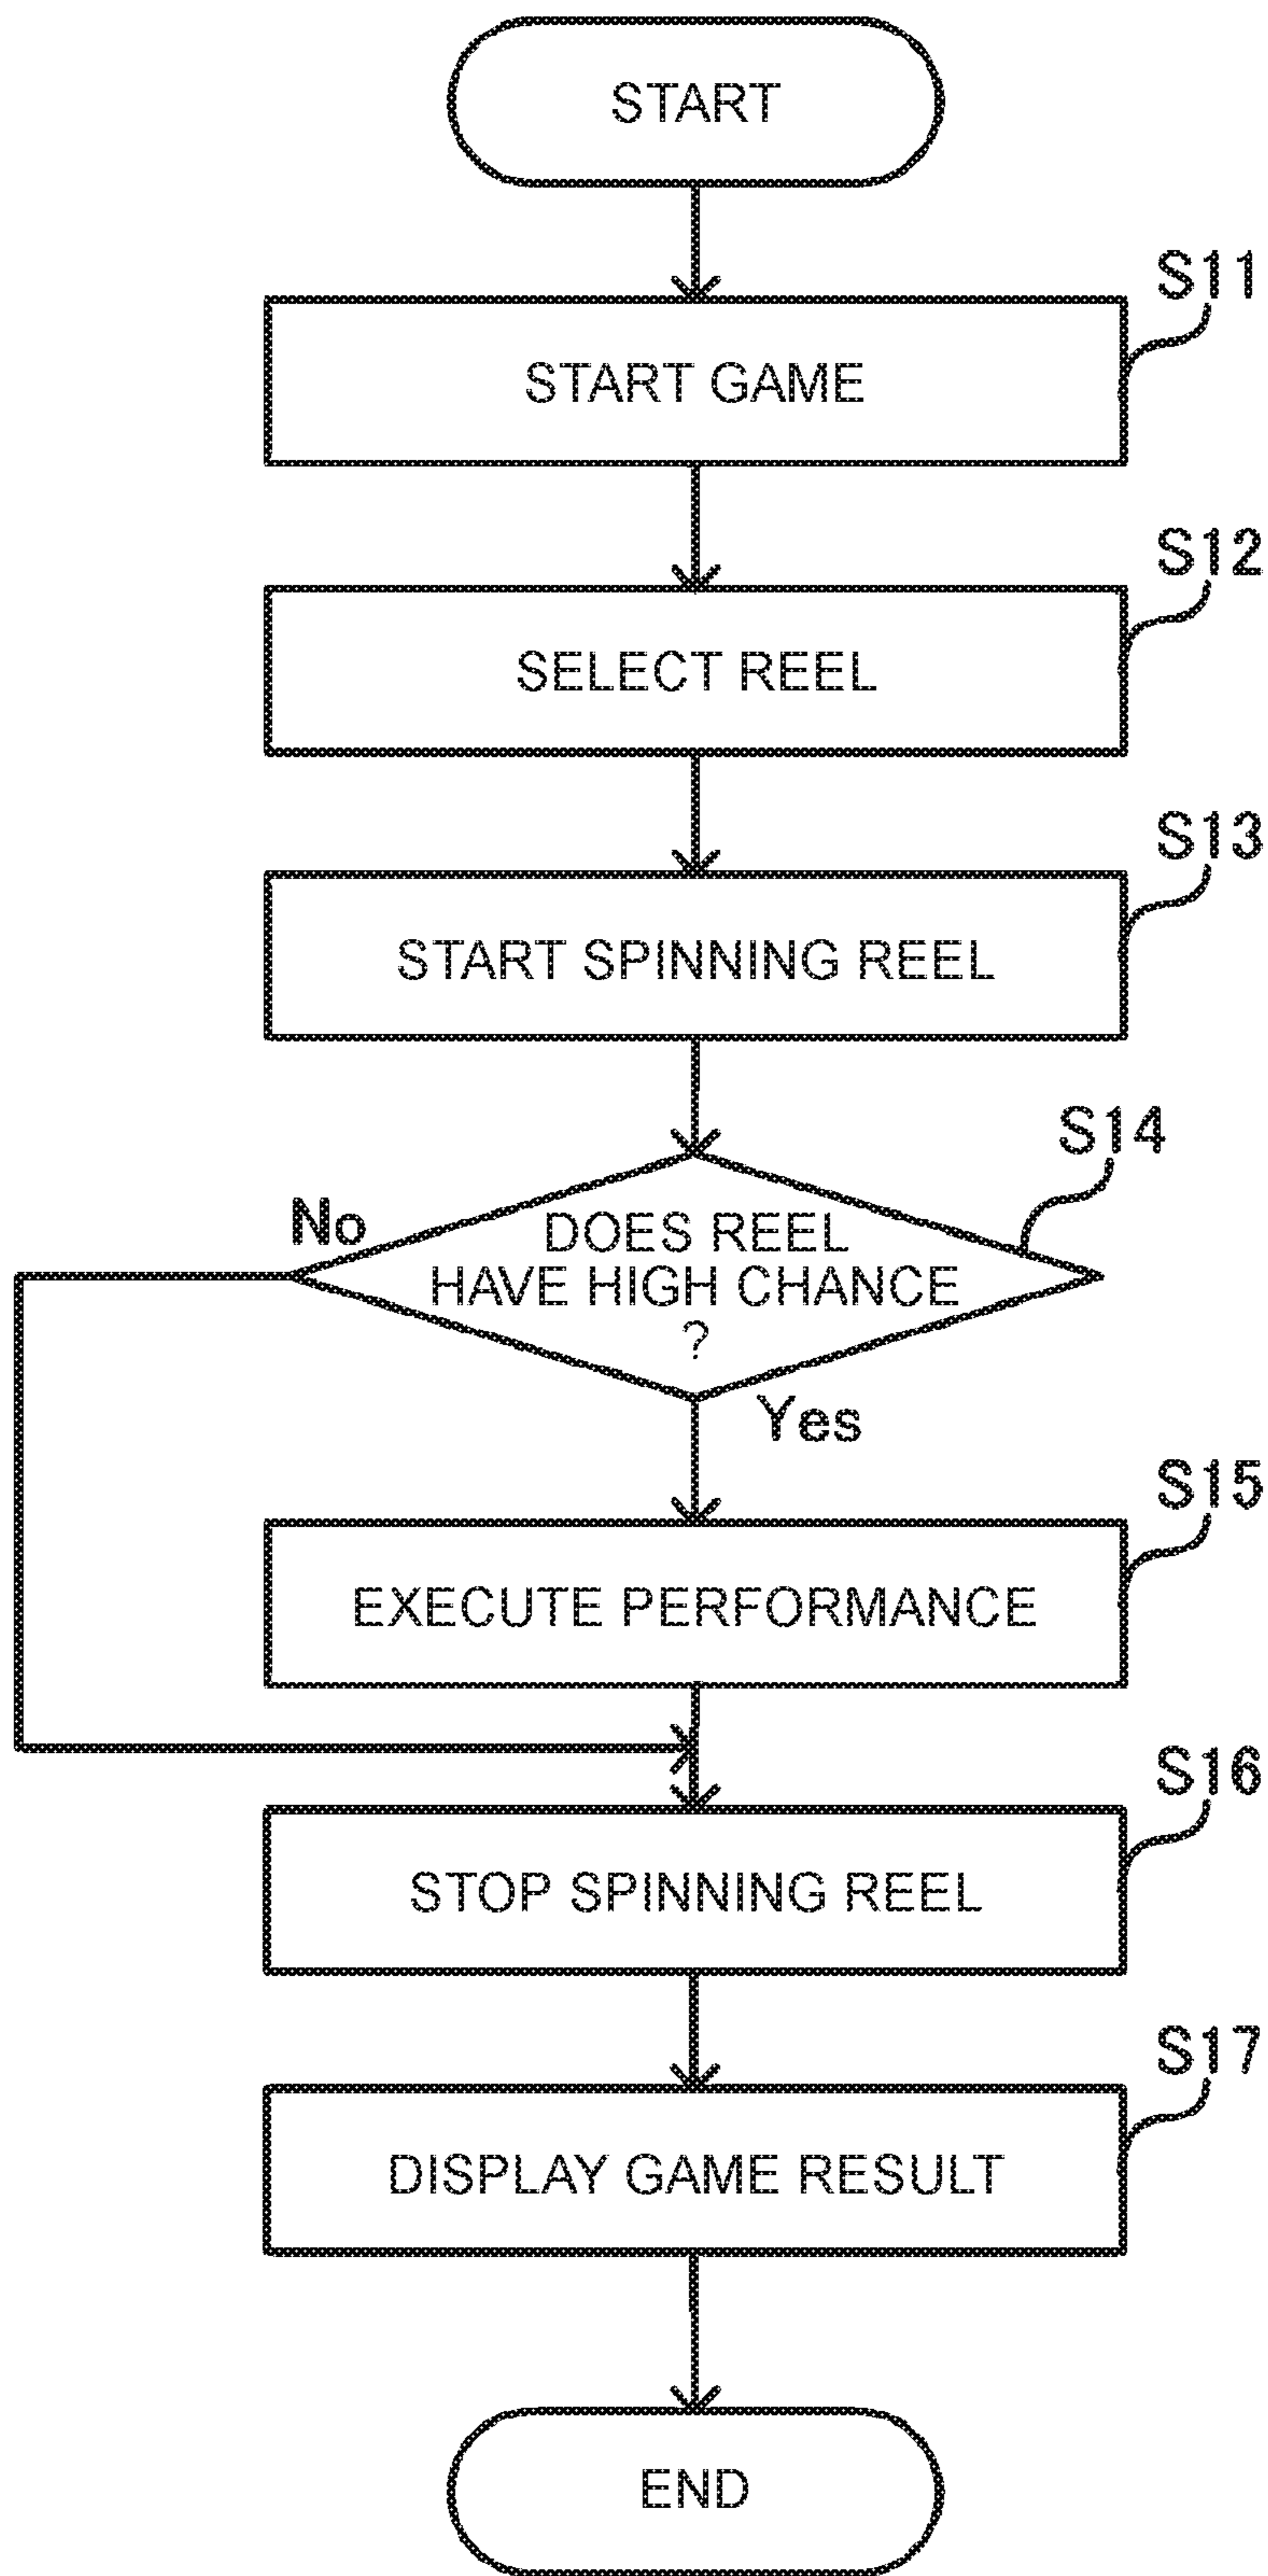 START
S11
START GAME
S12
SELECT REEL
S13
START SPINNING REEL
S14
No
DOES REEL
HAVE HIGH CHANCE
?
Yes
S15
EXECUTE PERFORMANCE
S16
STOP SPINNING REEL
S17
DISPLAY GAME RESULT
END